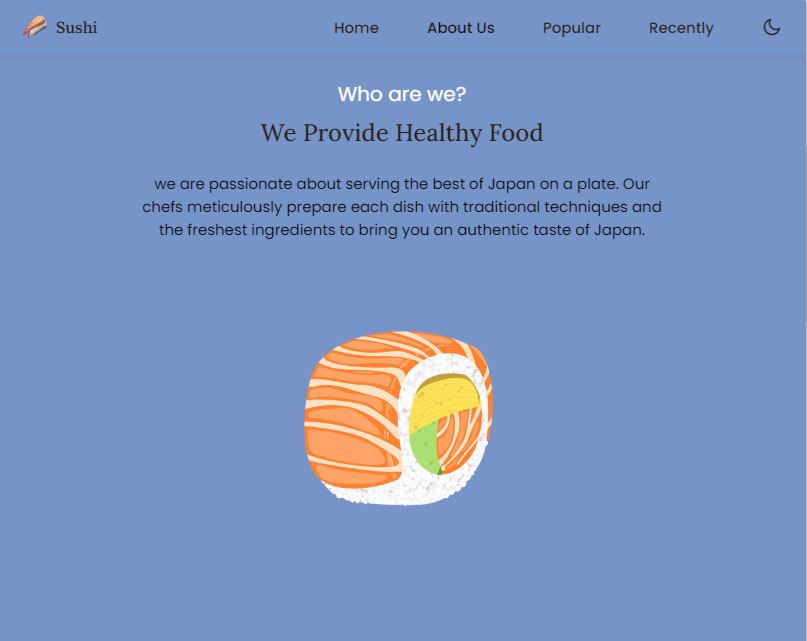 Sushi
Home
About Us
Popular
Recently
Who are we?
We Provide Healthy Food
we are passionate about serving the best of Japan on a plate. Our
chefs meticulously prepare each dish with traditional techniques and
the freshest ingredients to bring you an authentic taste of Japan.